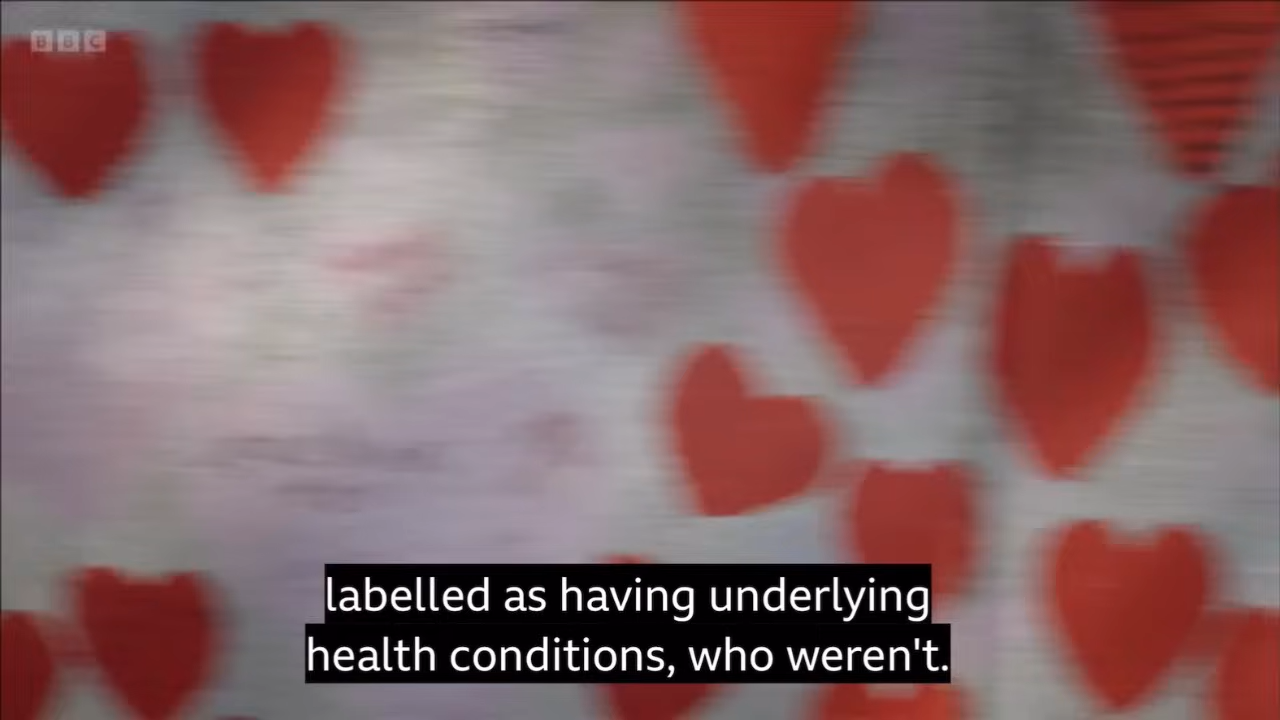 BBC
labelled as having underlying
health conditions, who weren't.